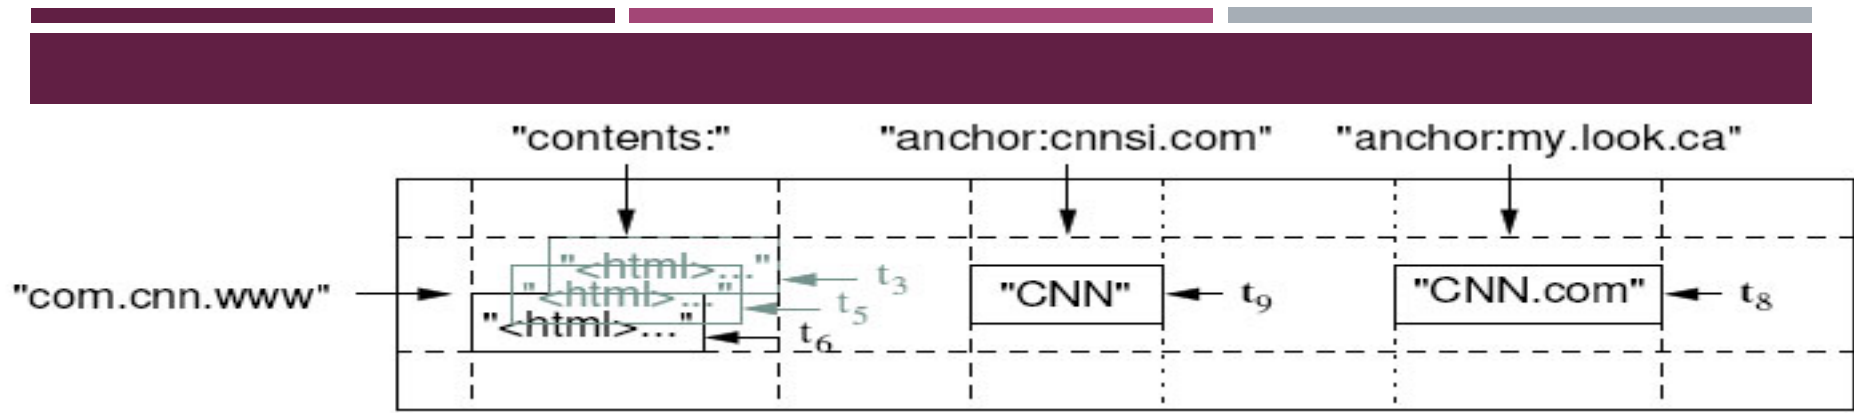 "contents:" "anchor:cnnsi.com" "anchor:my.look.ca"
"<html>..." t3
"com.cnn.www" "<html>..." t5 "CNN" t9 "CNN.com" t8
"<html>..." t6